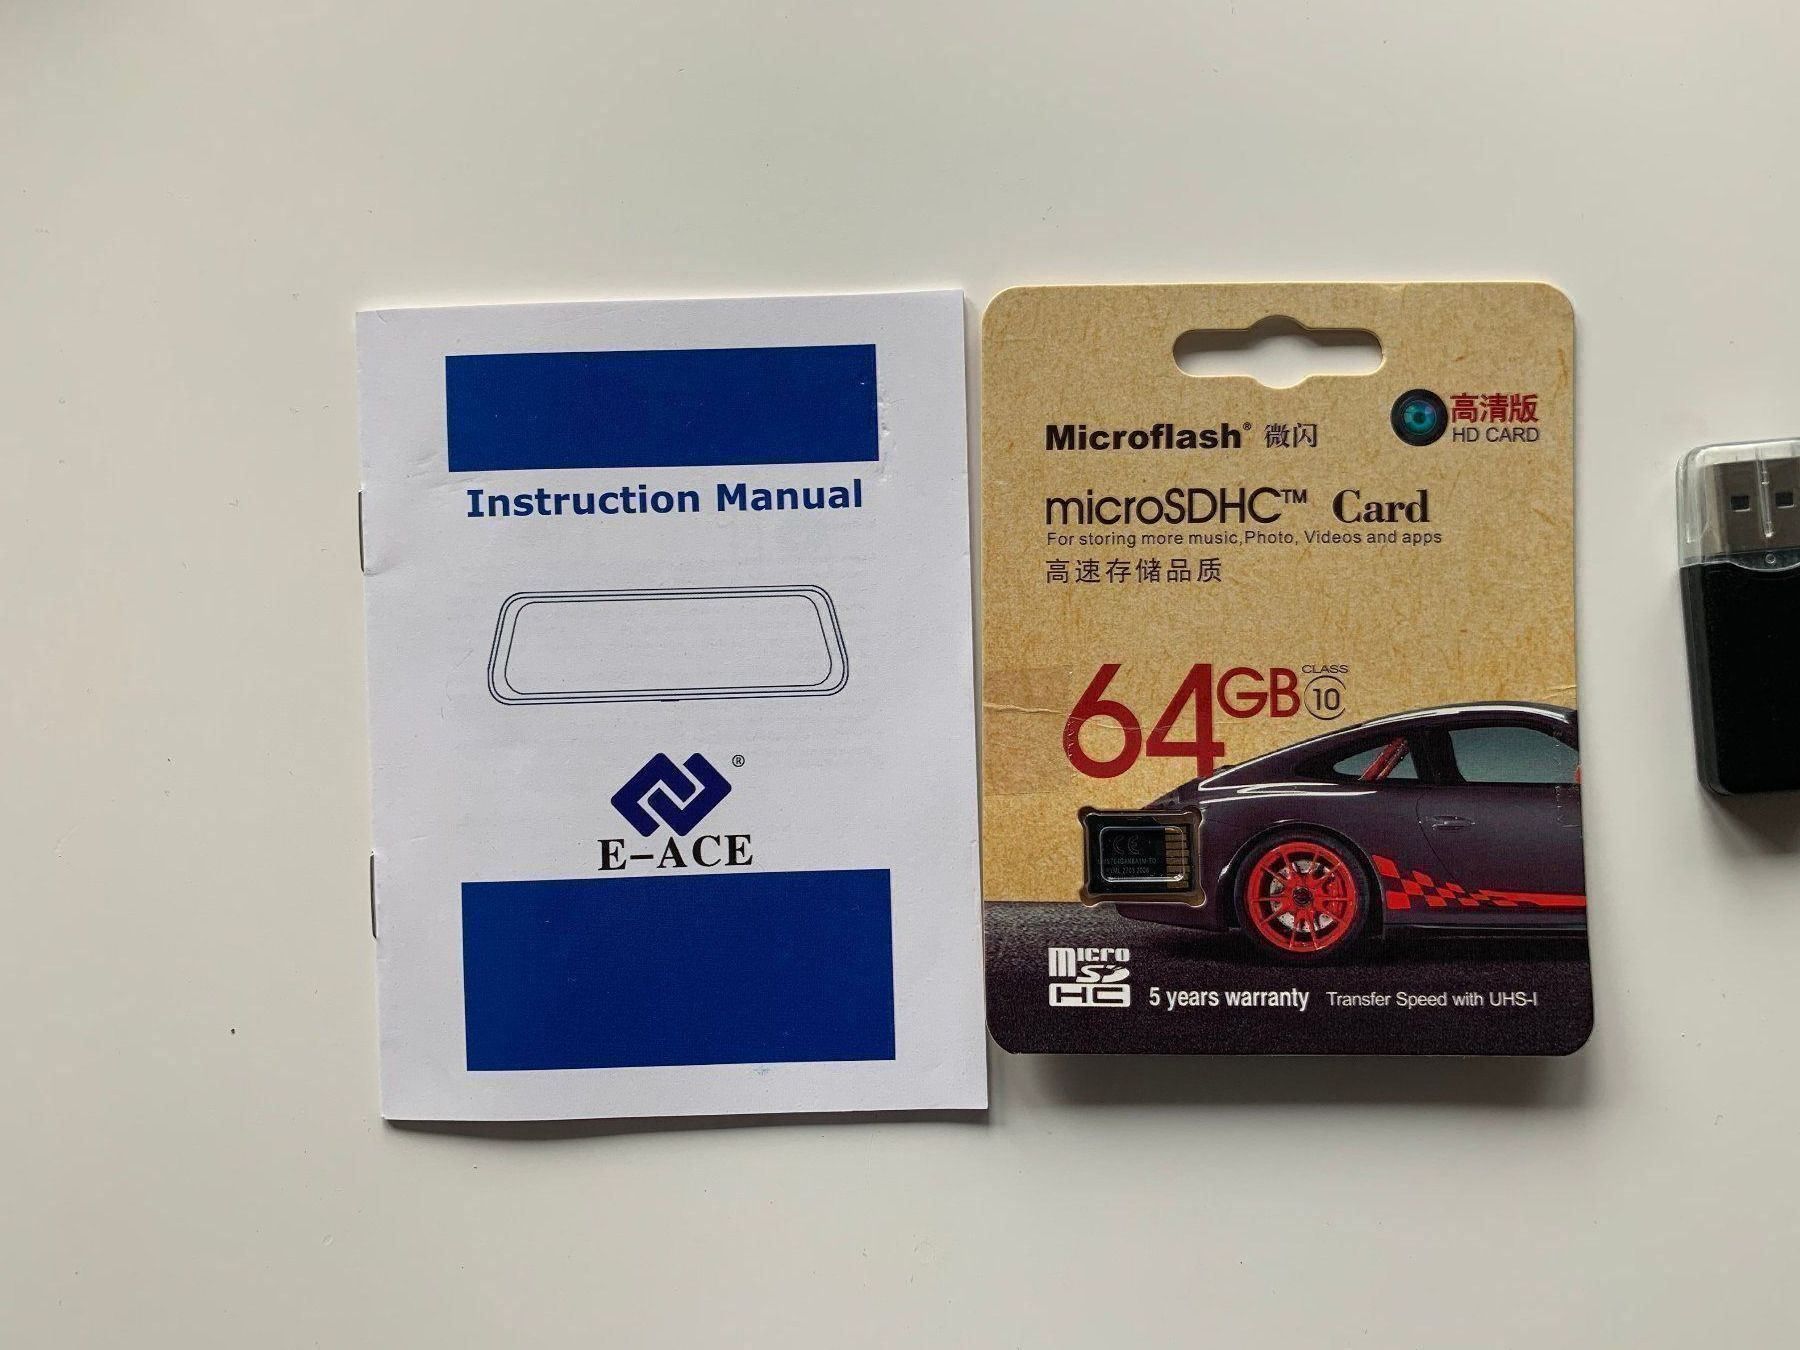 Instruction Manual
®
E-ACE
Microflash® 微闪
高清版
HD CARD
microSDHC™ Card
For storing more music,Photo, Videos and apps
高速存储品质
64GB
CLASS
10
CE
Micro
SD
HC
5 years warranty
Transfer Speed with UHS-I